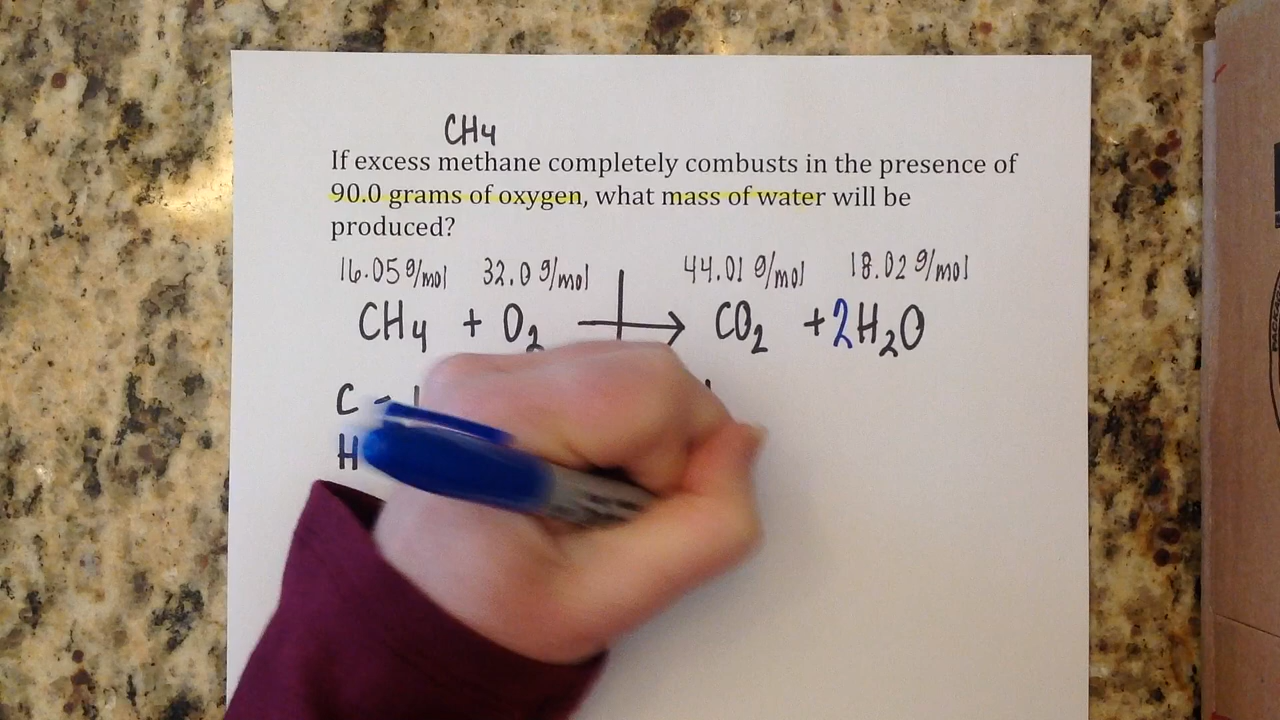 CH4
If excess methane completely combusts in the presence of
90.0 grams of oxygen, what mass of water will be
produced?
16.05 g/mol 32.0 g/mol 44.01 g/mol 18.02 g/mol
CH4 + O2 → CO2 + 2H2O
C - 1
H